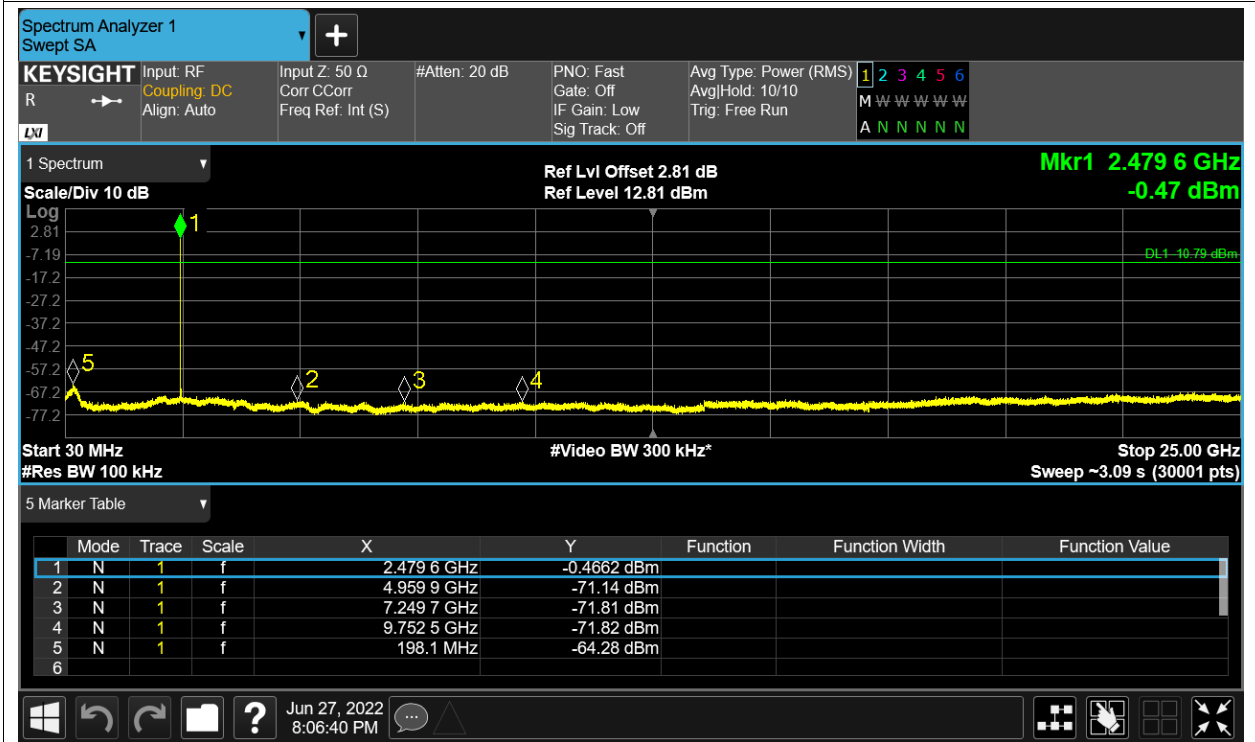 Spectrum Analyzer 1
Swept SA
+
KEYSIGHT Input: RF Input Z: 50 Ω #Atten: 20 dB PNO: Fast Avg Type: Power (RMS) 1 2 3 4 5 6
R Coupling: DC Corr CCorr Gate: Off Avg|Hold: 10/10 M W W W W W
Align: Auto Freq Ref: Int (S) IF Gain: Low Trig: Free Run
LXI Sig Track: Off A N N N N N
1 Spectrum Ref Lvl Offset 2.81 dB Mkr1 2.479 6 GHz
Scale/Div 10 dB Ref Level 12.81 dBm -0.47 dBm
Log
1
2.81
-7.19 DL1 -10.79 dBm
-17.2
-27.2
-37.2
-47.2
-57.2 5
-67.2 2 3 4
-77.2
Start 30 MHz #Video BW 300 kHz* Stop 25.00 GHz
#Res BW 100 kHz Sweep ~3.09 s (30001 pts)
5 Marker Table
Mode Trace Scale X Y Function Function Width Function Value
1 N 1 f 2.479 6 GHz -0.4662 dBm
2 N 1 f 4.959 9 GHz -71.14 dBm
3 N 1 f 7.249 7 GHz -71.81 dBm
4 N 1 f 9.752 5 GHz -71.82 dBm
5 N 1 f 198.1 MHz -64.28 dBm
6
? Jun 27, 2022
8:06:40 PM